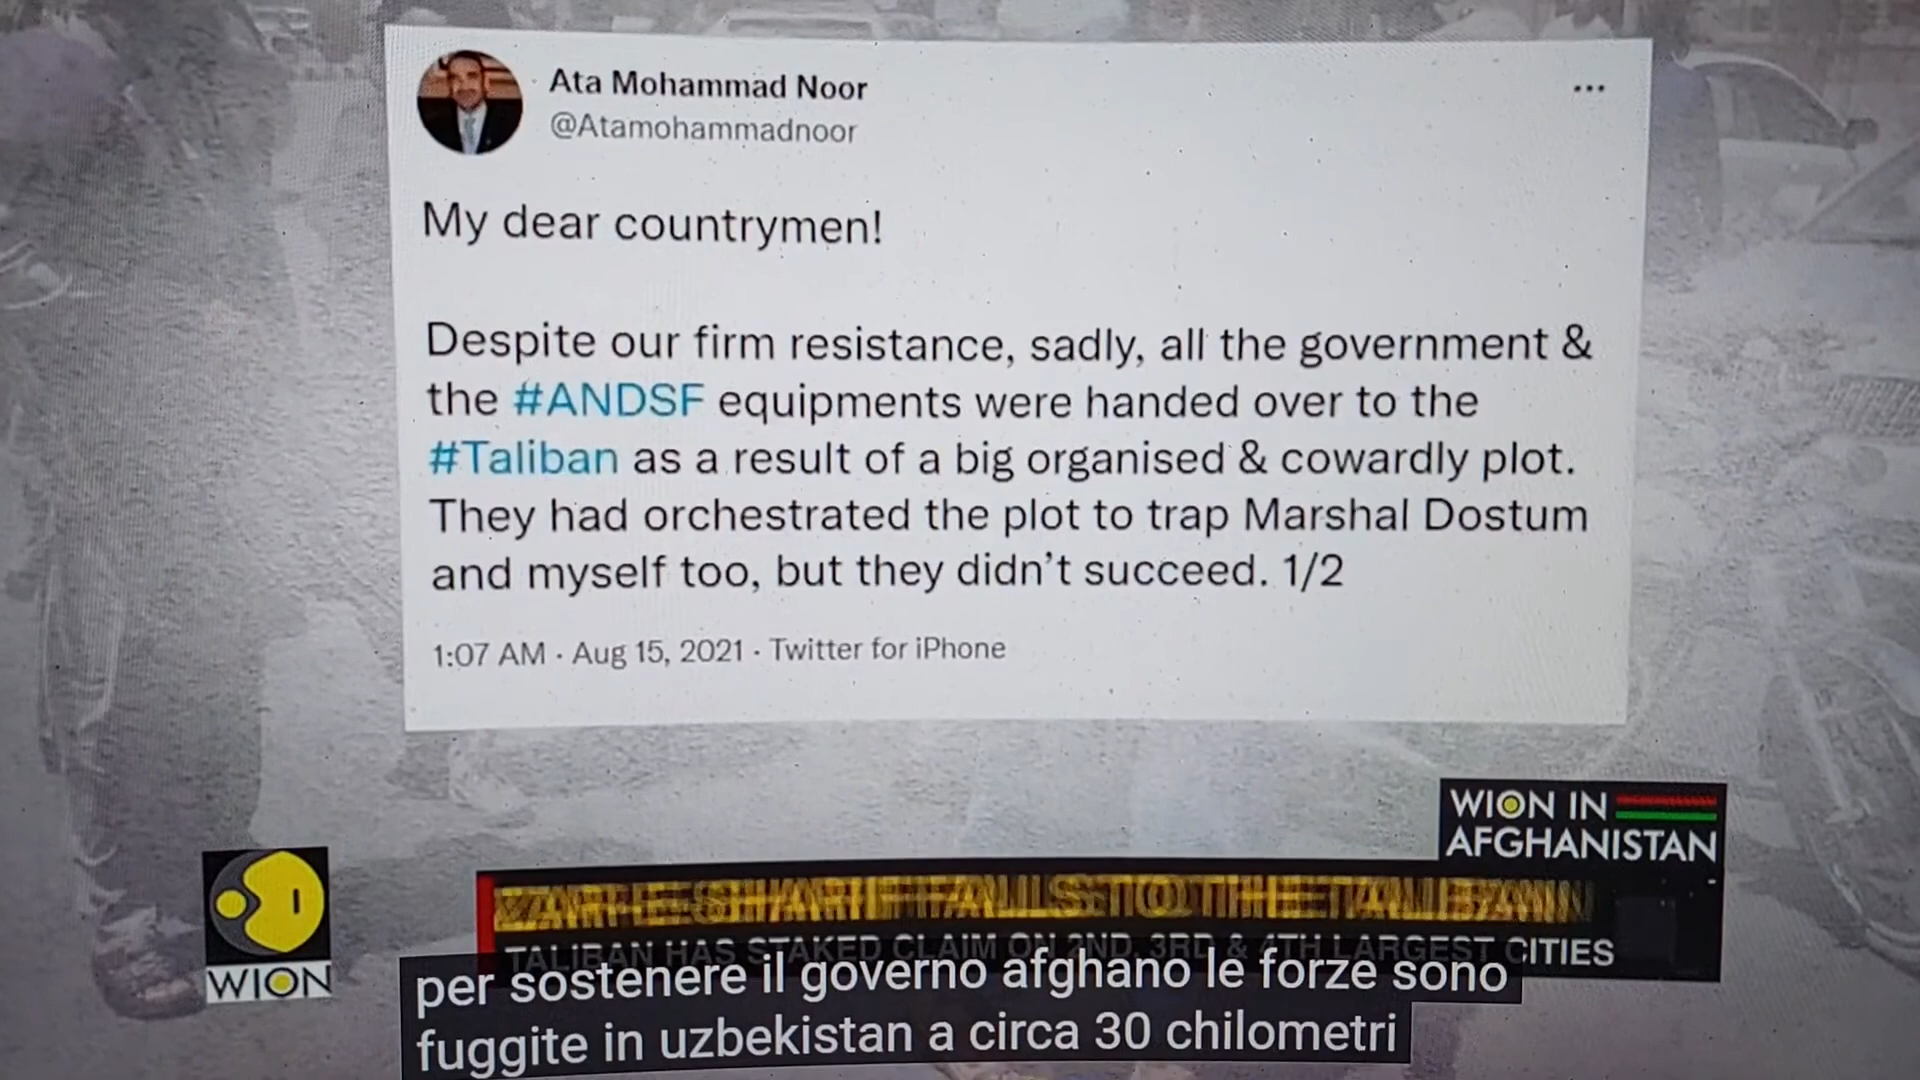 Ata Mohammad Noor
@Atamohammadnoor
My dear countrymen!
Despite our firm resistance, sadly, all the government &
the #ANDSF equipments were handed over to the
#Taliban as a result of a big organised & cowardly plot.
They had orchestrated the plot to trap Marshal Dostum
and myself too, but they didn't succeed. 1/2
1:07 AM · Aug 15, 2021 · Twitter for iPhone
WION IN
AFGHANISTAN
FALLS TO THE TALIBAN
TALIBAN HAS STAKED CLAIM ON 2ND, 3RD & 4TH LARGEST CITIES
WION
per sostenere il governo afghano le forze sono
fuggite in uzbekistan a circa 30 chilometri